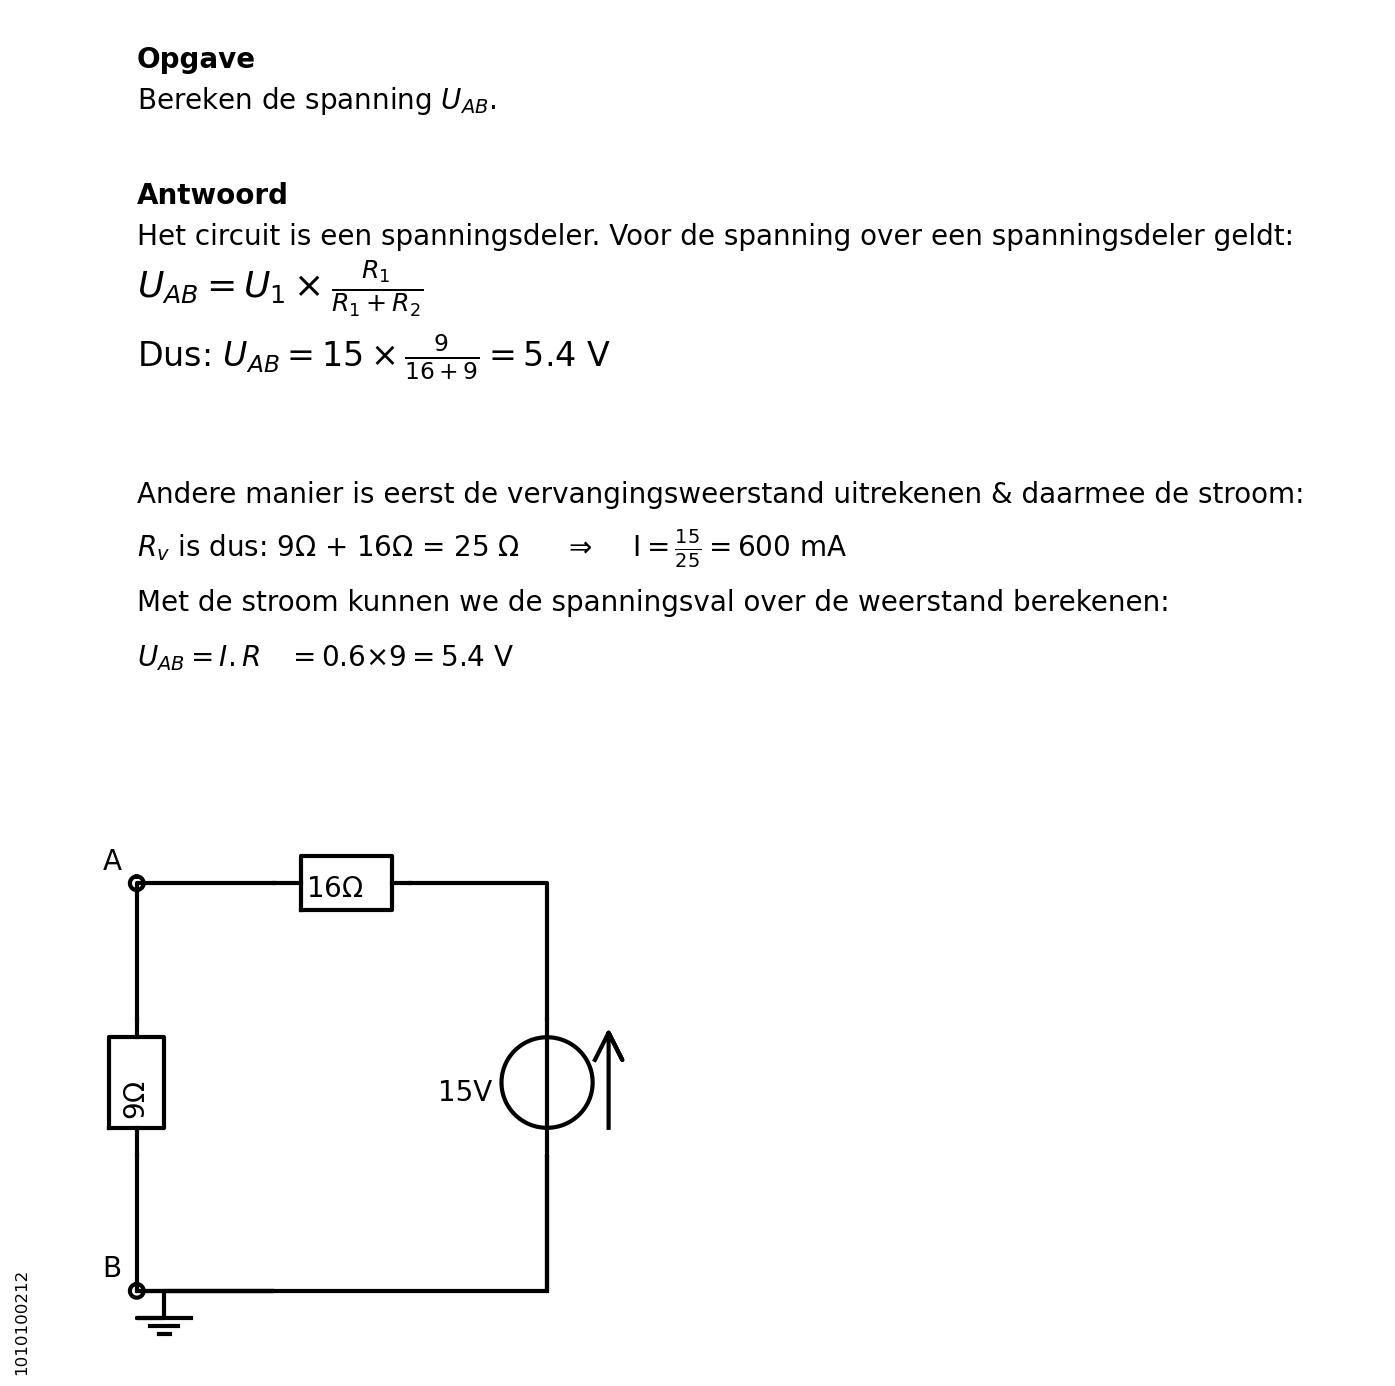 Opgave
Bereken de spanning U_{AB}.
Antwoord
Het circuit is een spanningsdeler. Voor de spanning over een spanningsdeler geldt:
U_{AB} = U_1 × \frac{R_1}{R_1 + R_2}
Dus: U_{AB} = 15 × \frac{9}{16 + 9} = 5.4 V
Andere manier is eerst de vervangingsweerstand uitrekenen & daarmee de stroom:
R_v is dus: 9Ω + 16Ω = 25 Ω ⇒ I = \frac{15}{25} = 600 mA
Met de stroom kunnen we de spanningsval over de weerstand berekenen:
U_{AB} = I.R = 0.6×9 = 5.4 V
A
16Ω
9Ω
15V
B
1010100212